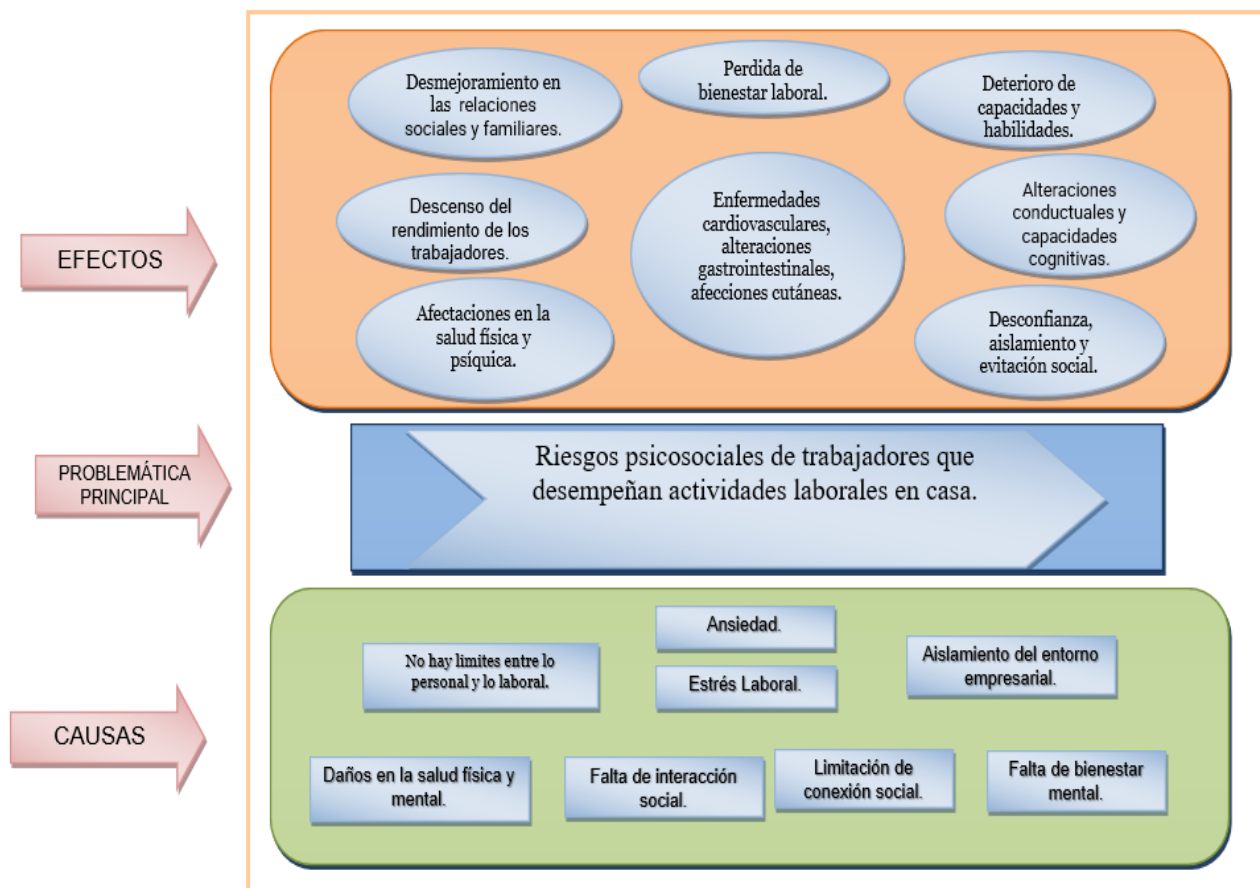 Desmejoramiento en
las relaciones
sociales y familiares.
Perdida de
bienestar laboral.
Deterioro de
capacidades y
habilidades.
Descenso del
rendimiento de los
trabajadores.
Enfermedades
cardiovasculares,
alteraciones
gastrointestinales,
afecciones cutáneas.
Alteraciones
conductuales y
capacidades
cognitivas.
EFECTOS
Afectaciones en la
salud física y
psíquica.
Desconfianza,
aislamiento y
evitación social.
PROBLEMÁTICA
PRINCIPAL
Riesgos psicosociales de trabajadores que
desempeñan actividades laborales en casa.
Ansiedad.
No hay limites entre lo
personal y lo laboral.
Estrés Laboral.
Aislamiento del entorno
empresarial.
CAUSAS
Daños en la salud física y
mental.
Falta de interacción
social.
Limitación de
conexión social.
Falta de bienestar
mental.